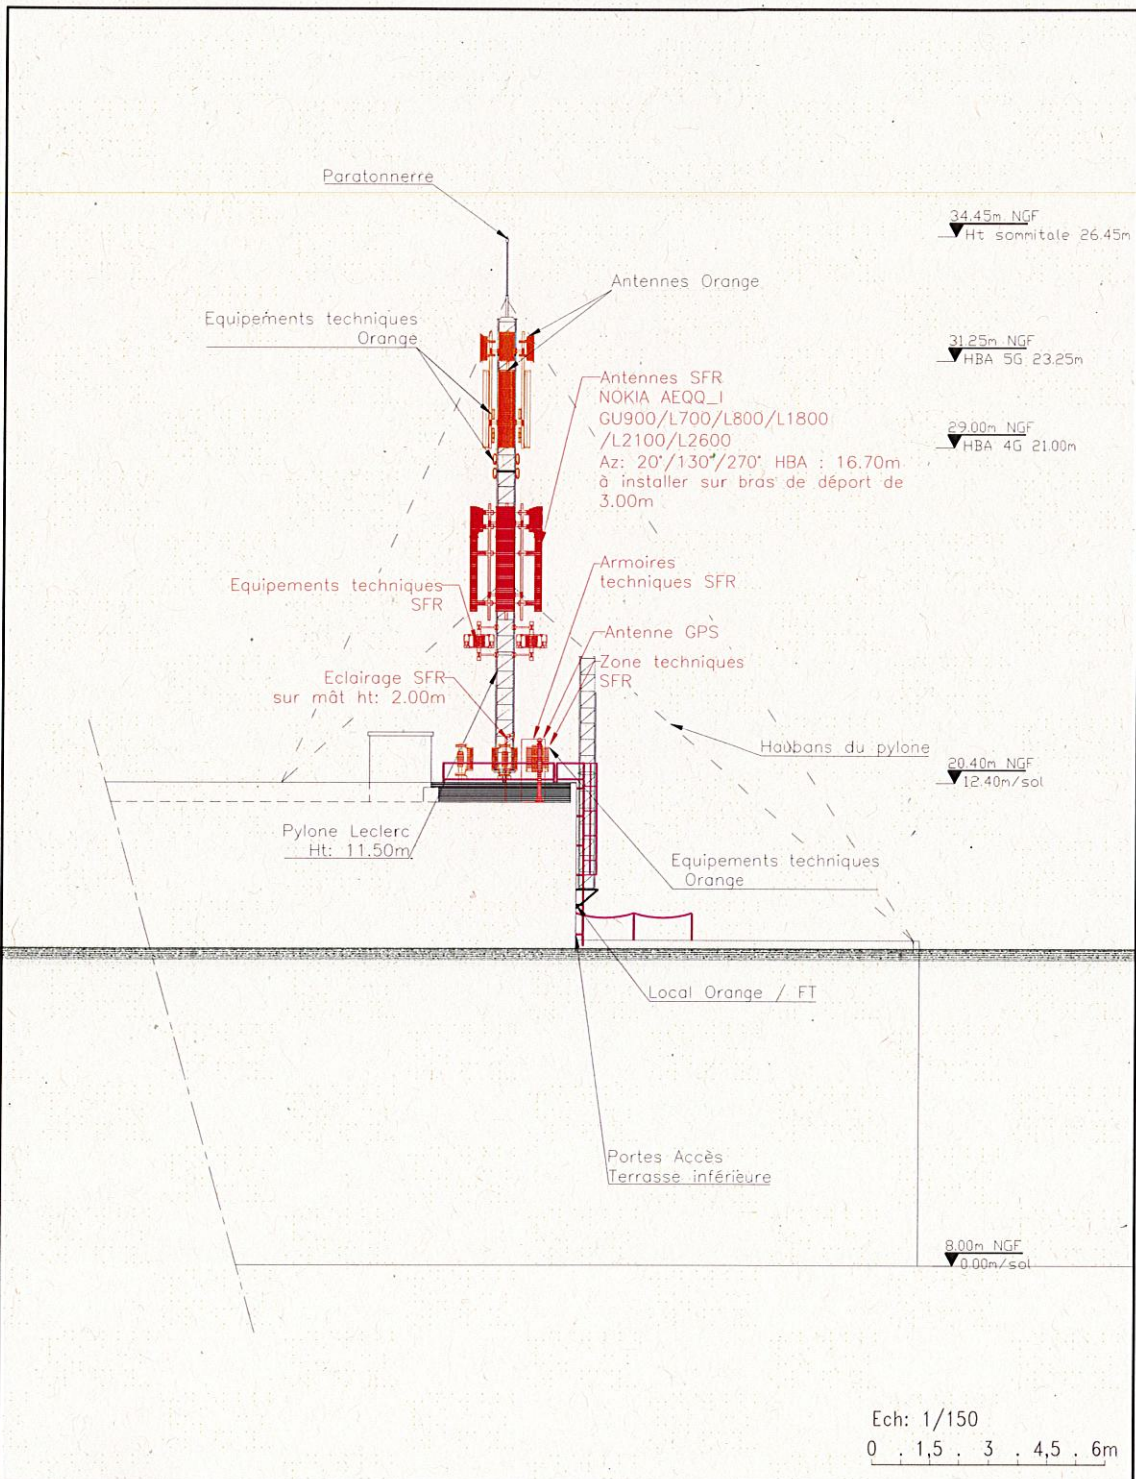 Paratonnerre
34.45m NGF
Ht sommitale 26.45m
Antennes Orange
Equipements techniques
Orange
31.25m NGF
HBA 5G 23.25m
Antennes SFR
NOKIA AEQQ_I
GU900/L700/L800/L1800
/L2100/L2600
Az: 20°/130°/270° HBA : 16.70m
à installer sur bras de déport de
3.00m
29.00m NGF
HBA 4G 21.00m
Armoires
techniques SFR
Equipements techniques
SFR
Antenne GPS
Zone techniques
SFR
Eclairage SFR
sur mât ht: 2.00m
Haubans du pylone
20.40m NGF
12.40m/sol
Pylone Leclerc
Ht: 11.50m
Equipements techniques
Orange
Local Orange / FT
Portes Accès
Terrasse inférieure
8.00m NGF
0.00m/sol
Ech: 1/150
0 . 1,5 . 3 . 4,5 . 6m